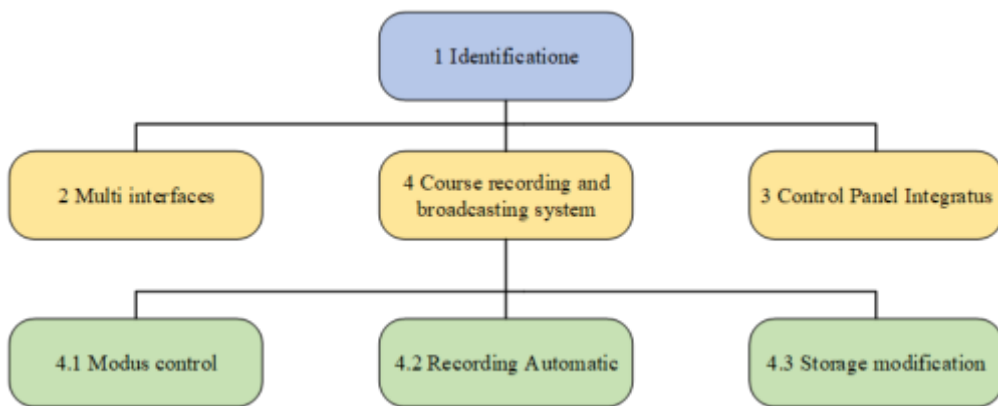 1 Identificatione
2 Multi interfaces
4 Course recording and
broadcasting system
3 Control Panel Integratus
4.1 Modus control
4.2 Recording Automatic
4.3 Storage modification